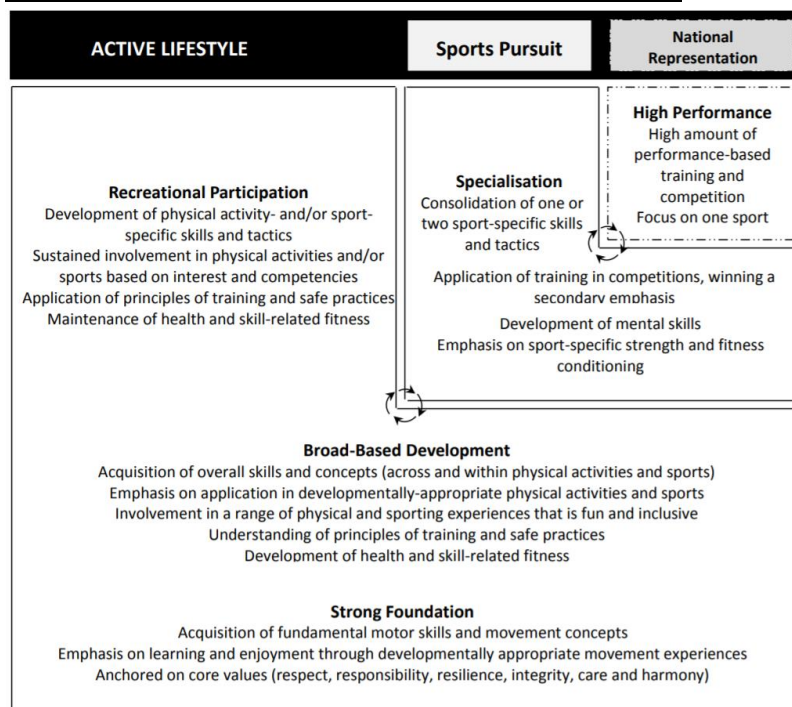 ACTIVE LIFESTYLE
Sports Pursuit
National
Representation
High Performance
High amount of
performance-based
training and
competition
Focus on one sport
Specialisation
Consolidation of one or
two sport-specific skills
and tactics
Application of training in competitions, winning a
secondary emphasis
Development of mental skills
Emphasis on sport-specific strength and fitness
conditioning
Recreational Participation
Development of physical activity- and/or sport-
specific skills and tactics
Sustained involvement in physical activities and/or
sports based on interest and competencies
Application of principles of training and safe practices
Maintenance of health and skill-related fitness
Broad-Based Development
Acquisition of overall skills and concepts (across and within physical activities and sports)
Emphasis on application in developmentally-appropriate physical activities and sports
Involvement in a range of physical and sporting experiences that is fun and inclusive
Understanding of principles of training and safe practices
Development of health and skill-related fitness
Strong Foundation
Acquisition of fundamental motor skills and movement concepts
Emphasis on learning and enjoyment through developmentally appropriate movement experiences
Anchored on core values (respect, responsibility, resilience, integrity, care and harmony)